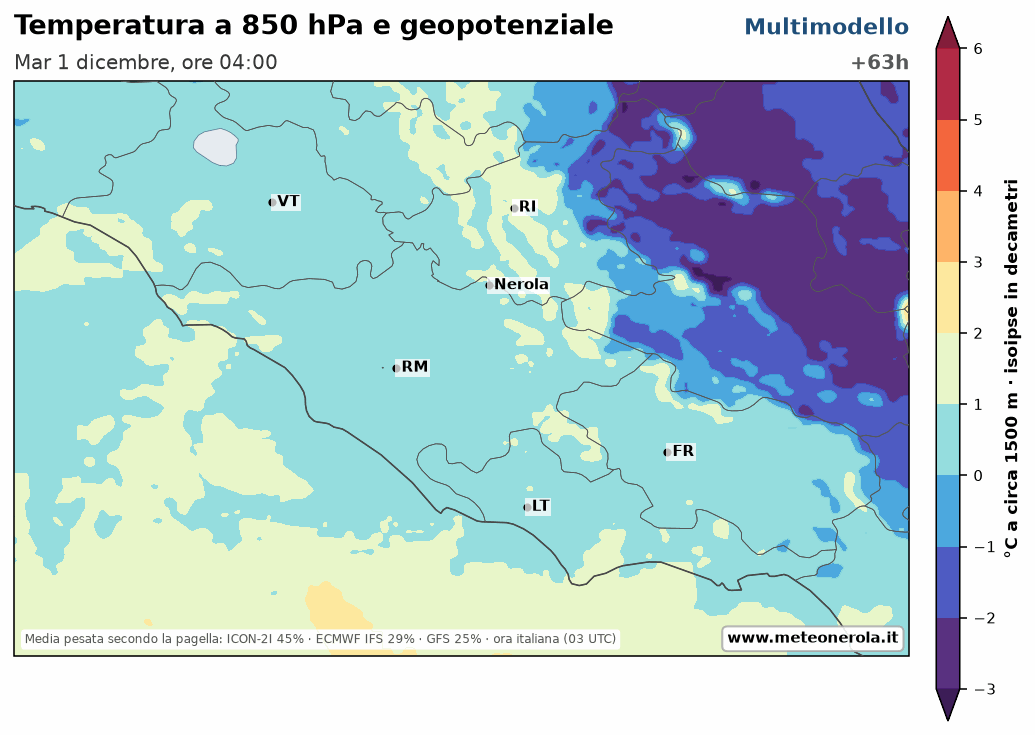 Temperatura a 850 hPa e geopotenziale
Multimodello
Mar 1 dicembre, ore 04:00
+63h
VT
RI
Nerola
RM
FR
LT
Media pesata secondo la pagella: ICON-2I 45% · ECMWF IFS 29% · GFS 25% · ora italiana (03 UTC)
www.meteonerola.it
6
5
4
3
2
1
0
−1
−2
−3
°C a circa 1500 m · isoipse in decametri